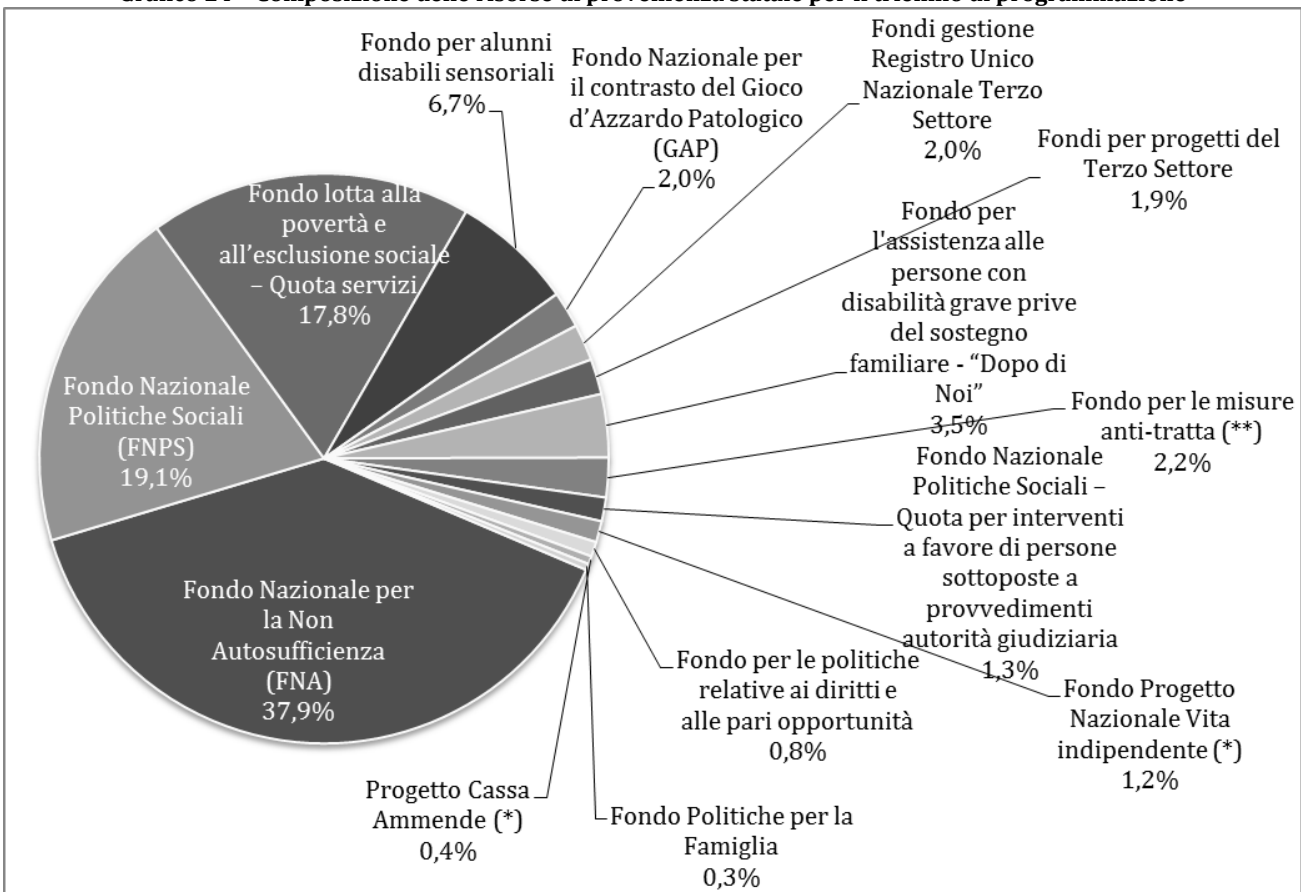 Fondo per alunni
disabili sensoriali
6,7%
Fondo Nazionale per
il contrasto del Gioco
d’Azzardo Patologico
(GAP)
2,0%
Fondi gestione
Registro Unico
Nazionale Terzo
Settore
2,0%
Fondi per progetti del
Terzo Settore
1,9%
Fondo per
l'assistenza alle
persone con
disabilità grave prive
del sostegno
familiare - “Dopo di
Noi”
3,5%
Fondo per le misure
anti-tratta (**)
2,2%
Fondo Nazionale
Politiche Sociali –
Quota per interventi
a favore di persone
sottoposte a
provvedimenti
autorità giudiziaria
1,3%
Fondo Progetto
Nazionale Vita
indipendente (*)
1,2%
Fondo per le politiche
relative ai diritti e
alle pari opportunità
0,8%
Fondo Politiche per la
Famiglia
0,3%
Progetto Cassa
Ammende (*)
0,4%
Fondo Nazionale per
la Non
Autosufficienza
(FNA)
37,9%
Fondo Nazionale
Politiche Sociali
(FNPS)
19,1%
Fondo lotta alla
povertà e
all’esclusione sociale
– Quota servizi
17,8%